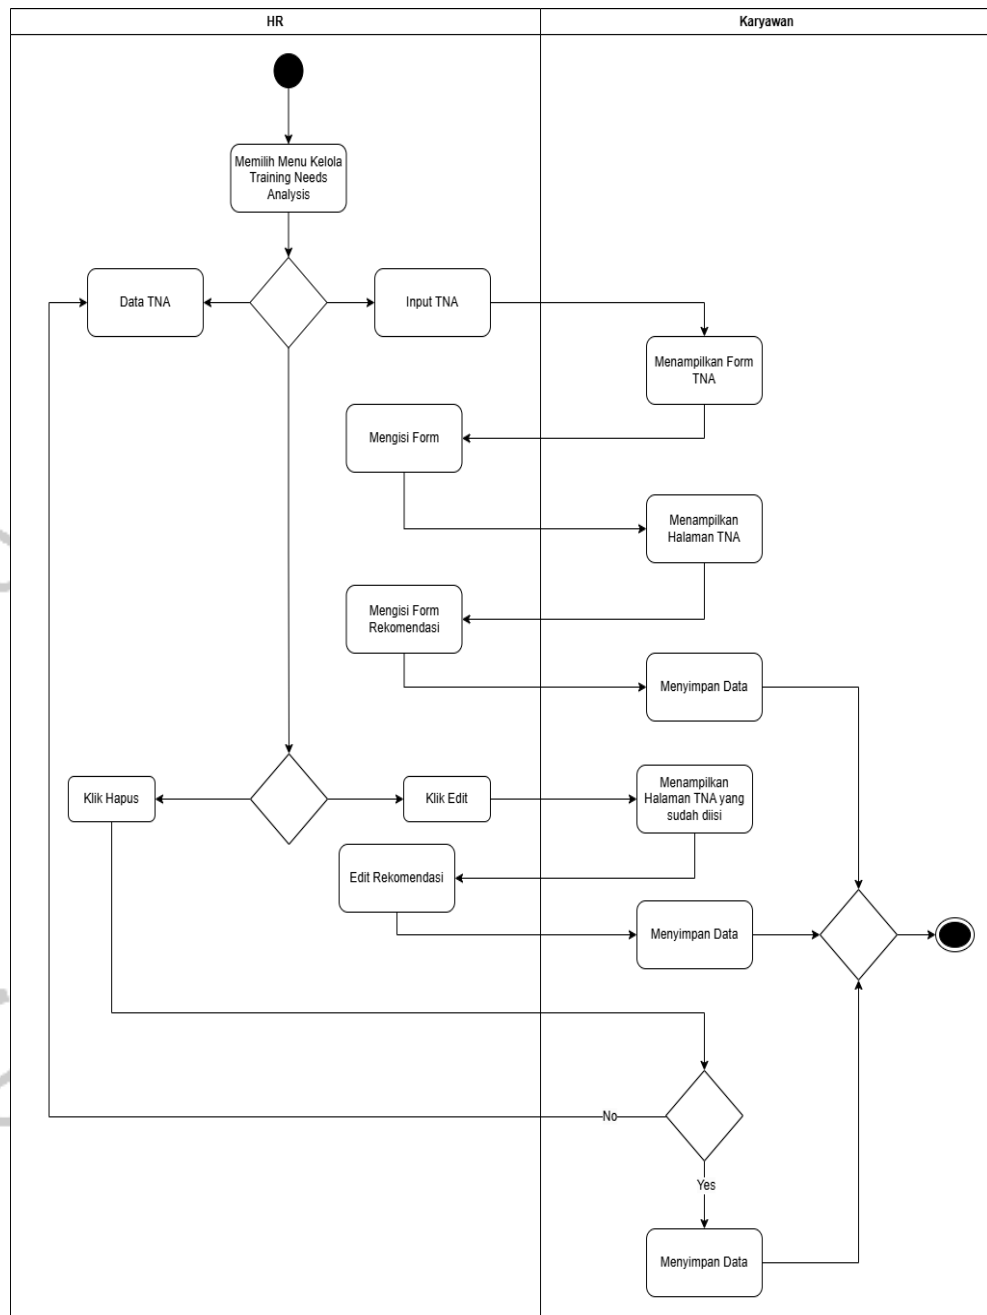 HR
Karyawan
Memilih Menu Kelola
Training Needs
Analysis
Data TNA
Input TNA
Menampilkan Form
TNA
Mengisi Form
Menampilkan
Halaman TNA
Mengisi Form
Rekomendasi
Menyimpan Data
Klik Hapus
Klik Edit
Menampilkan
Halaman TNA yang
sudah diisi
Edit Rekomendasi
Menyimpan Data
No
Yes
Menyimpan Data